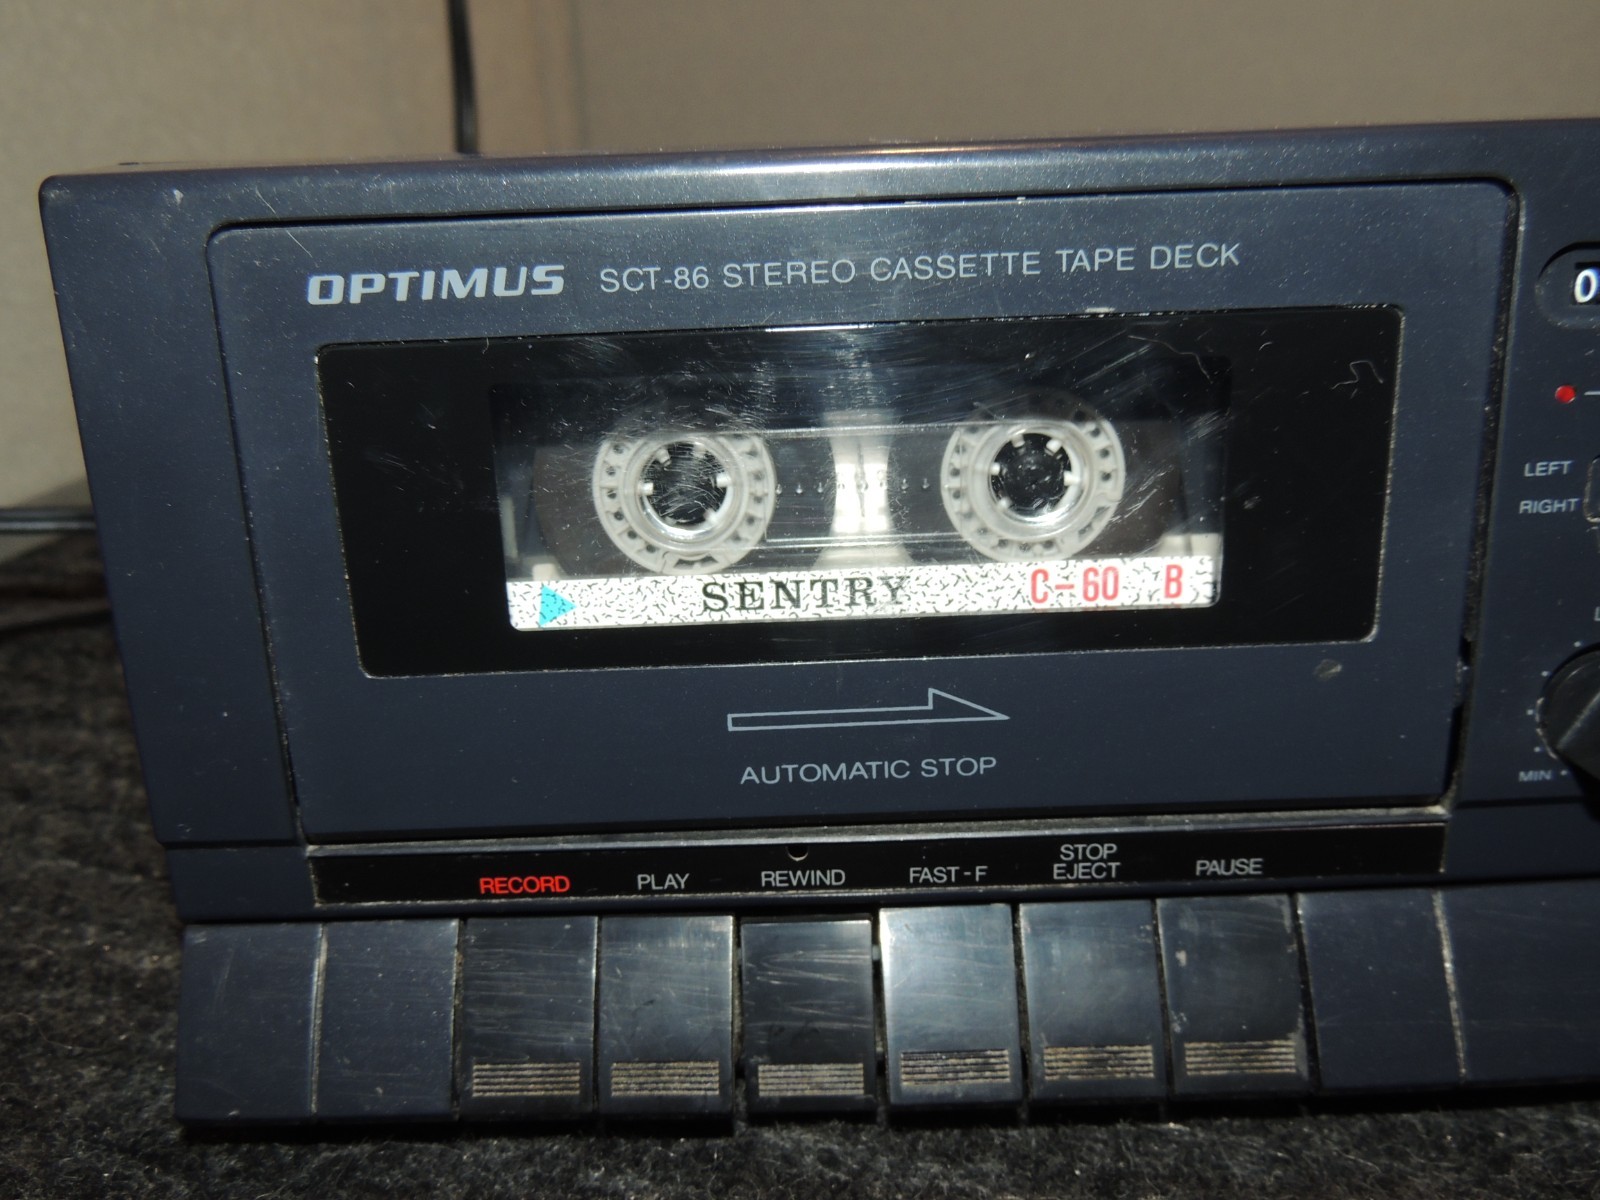 OPTIMUS SCT-86 STEREO CASSETTE TAPE DECK
0
LEFT
RIGHT
SENTRY C-60 B
MIN
AUTOMATIC STOP
RECORD PLAY REWIND FAST-F STOP EJECT PAUSE